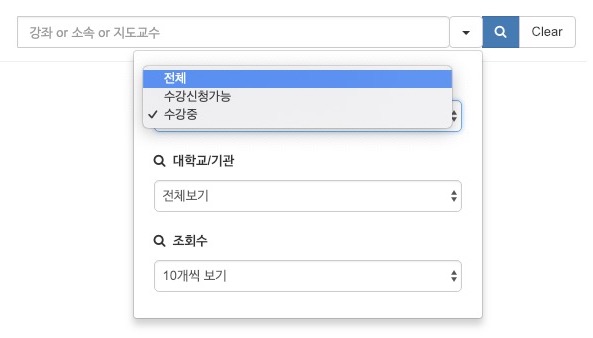 강좌 or 소속 or 지도교수
Clear
전체
수강신청가능
수강중
대학교/기관
전체보기
조회수
10개씩 보기